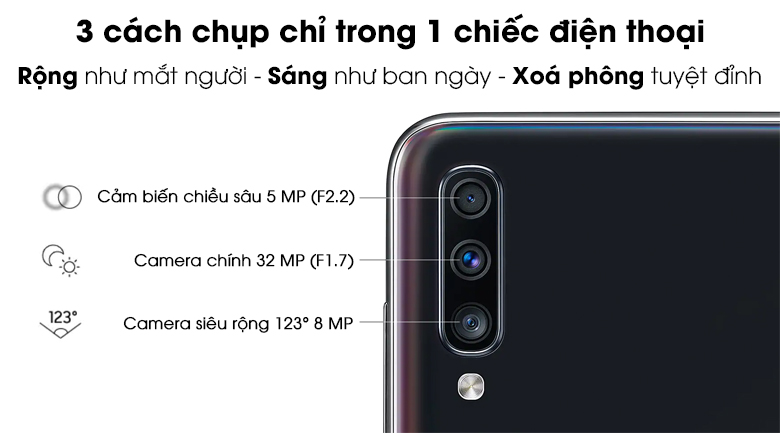 3 cách chụp chỉ trong 1 chiếc điện thoại
Rộng như mắt người - Sáng như ban ngày - Xoá phông tuyệt đỉnh
Cảm biến chiều sâu 5 MP (F2.2)
Camera chính 32 MP (F1.7)
123°
Camera siêu rộng 123° 8 MP